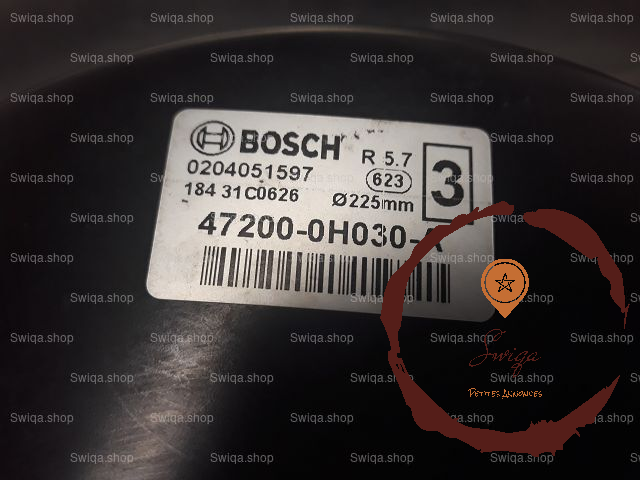 BOSCH
R 5.7
3
0204051597
623
184 31C0626
Ø225mm
47200-0H030-A
Swiqa
PETITES ANNONCES
Swiqa.shop